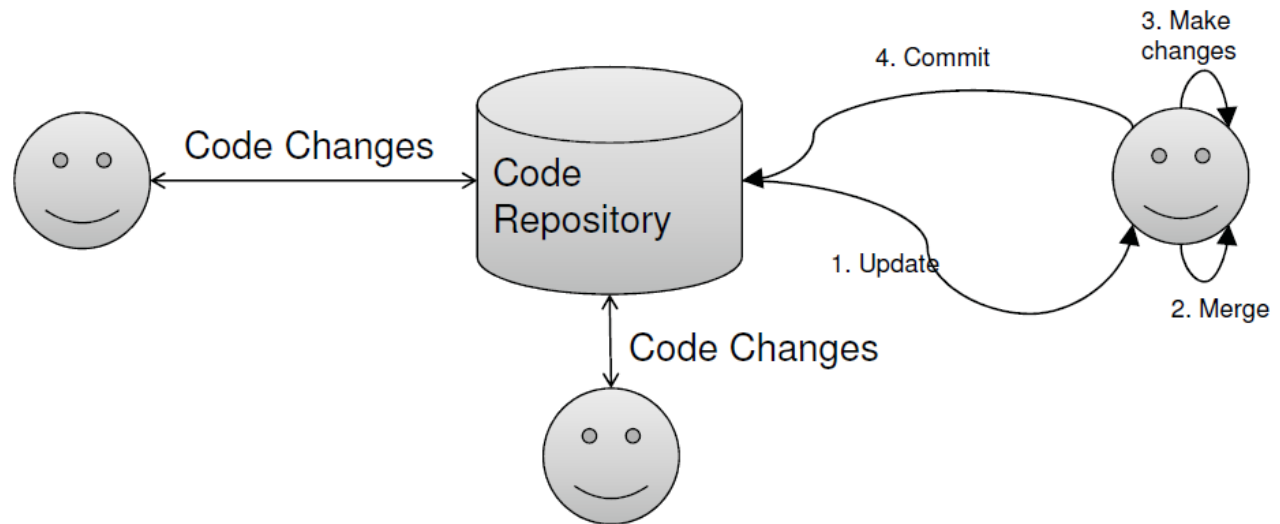 3. Make
changes
4. Commit
Code Changes
Code
Repository
1. Update
2. Merge
Code Changes